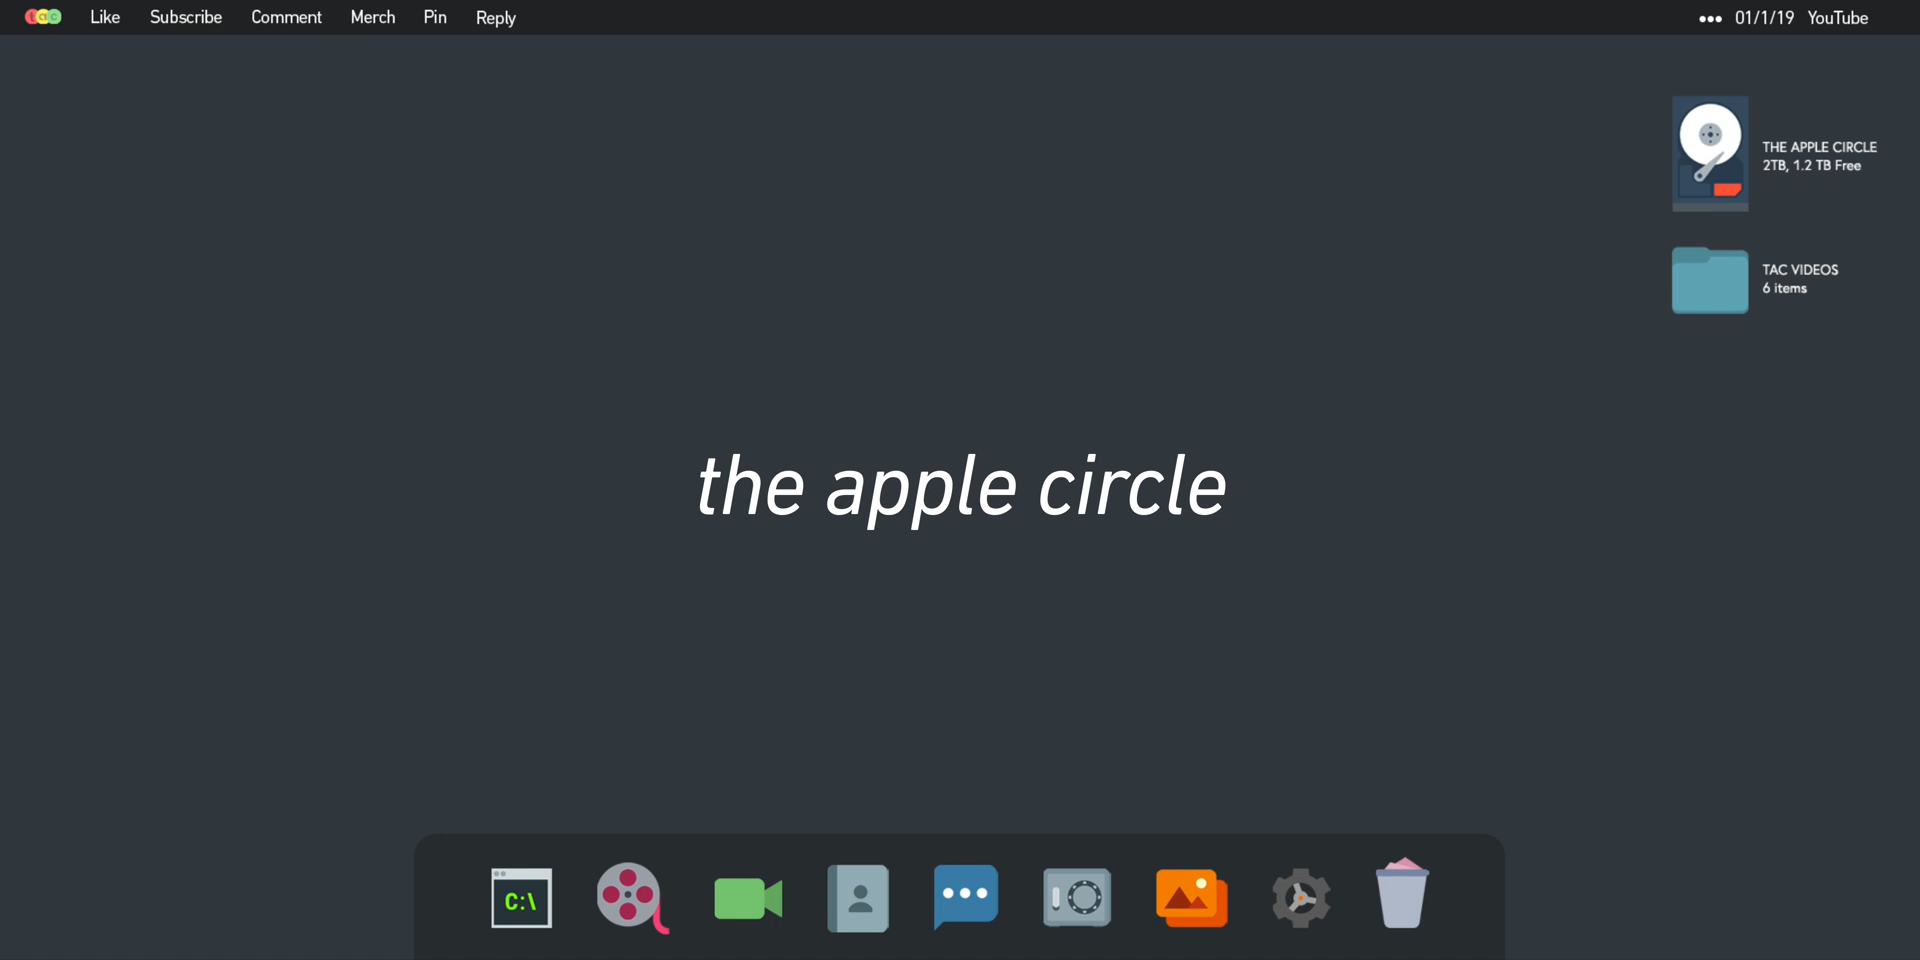 tac Like Subscribe Comment Merch Pin Reply ••• 01/1/19 YouTube
THE APPLE CIRCLE
2TB, 1.2 TB Free
TAC VIDEOS
6 items
the apple circle
C:\